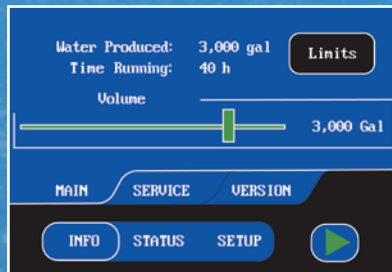 Water Produced: 3,000 gal
Limits
Time Running: 40 h
Volume
3,000 Gal
MAIN SERVICE VERSION
INFO STATUS SETUP